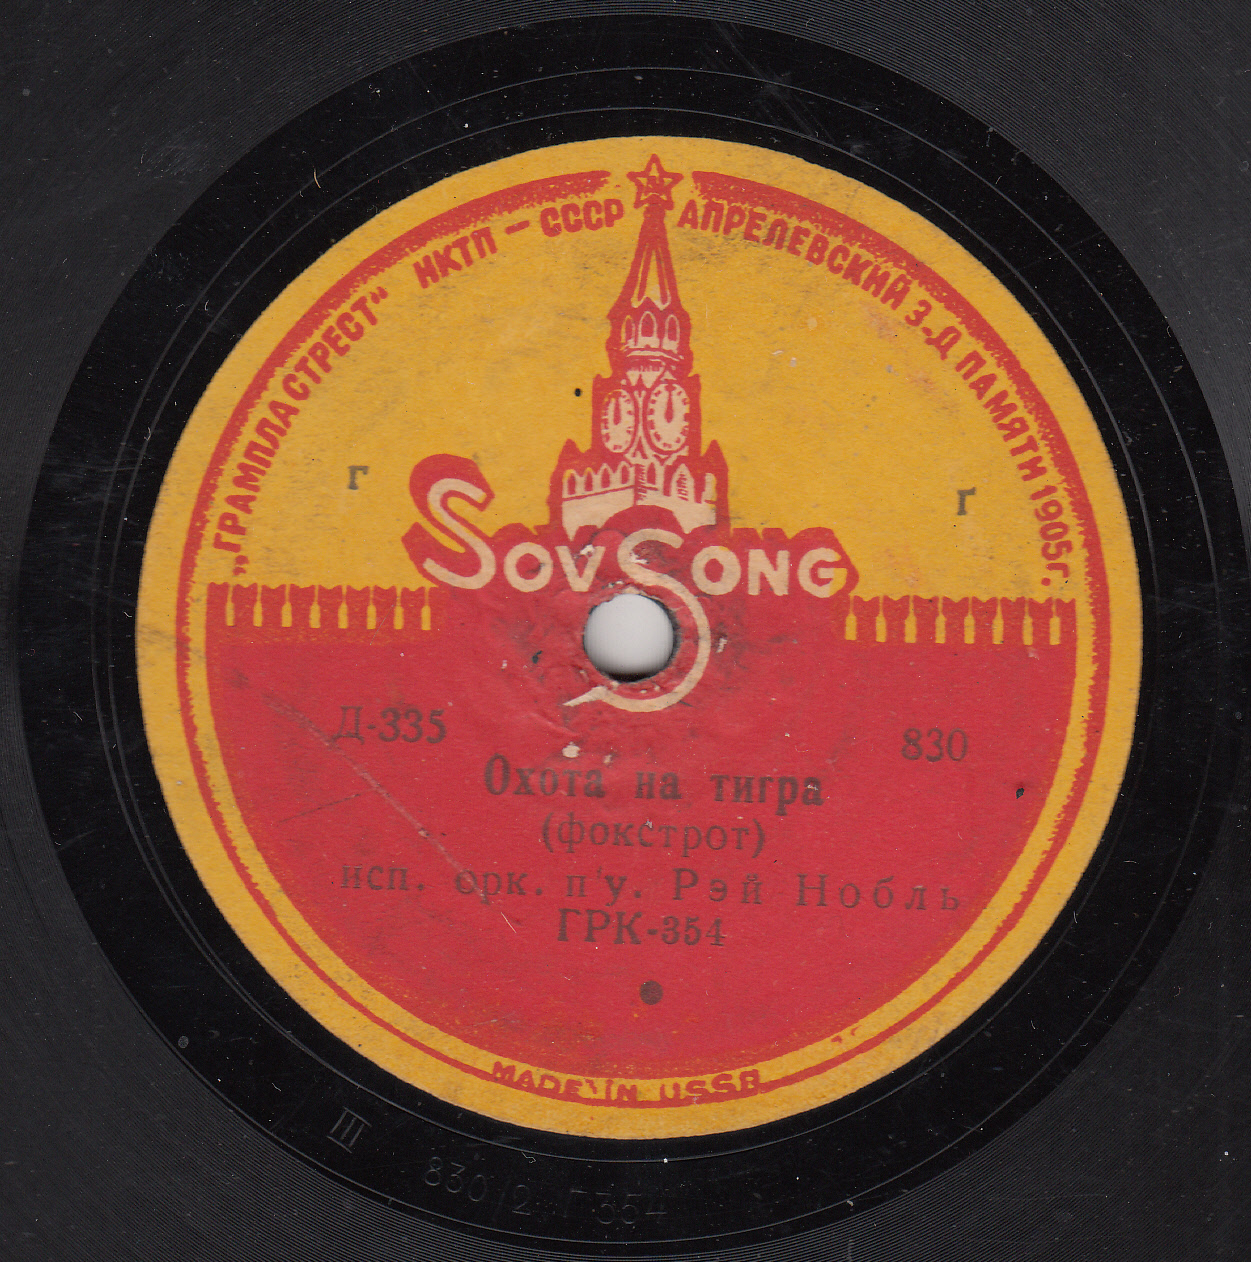 „ГРАМПЛАСТРЕСТ“ НКТП – СССР АПРЕЛЕВСКИЙ З-Д ПАМЯТИ 1905г.
г г
SovSong
Д-335 830
Охота на тигра
(фокстрот)
исп. орк. п/у. Рэй Нобль
ГРК-354
MADE IN USSR
III 830/2 Г354